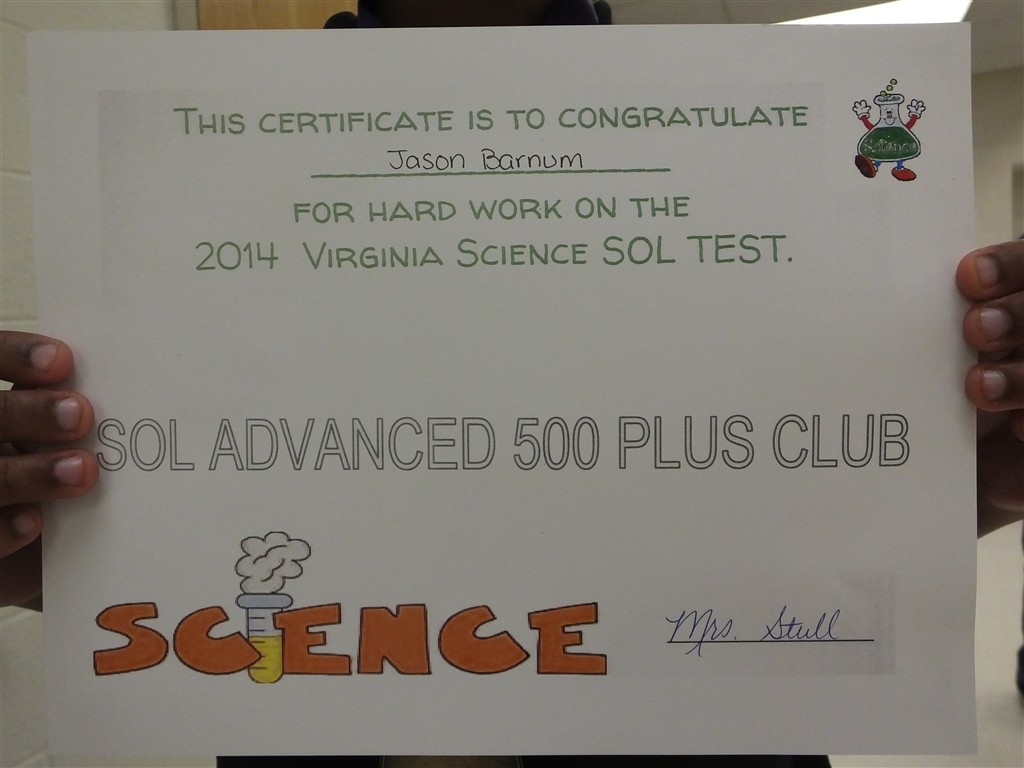 THIS CERTIFICATE IS TO CONGRATULATE
Jason Barnum
FOR HARD WORK ON THE
2014 VIRGINIA SCIENCE SOL TEST.
Science
SOL ADVANCED 500 PLUS CLUB
SCIENCE
Mrs. Stull